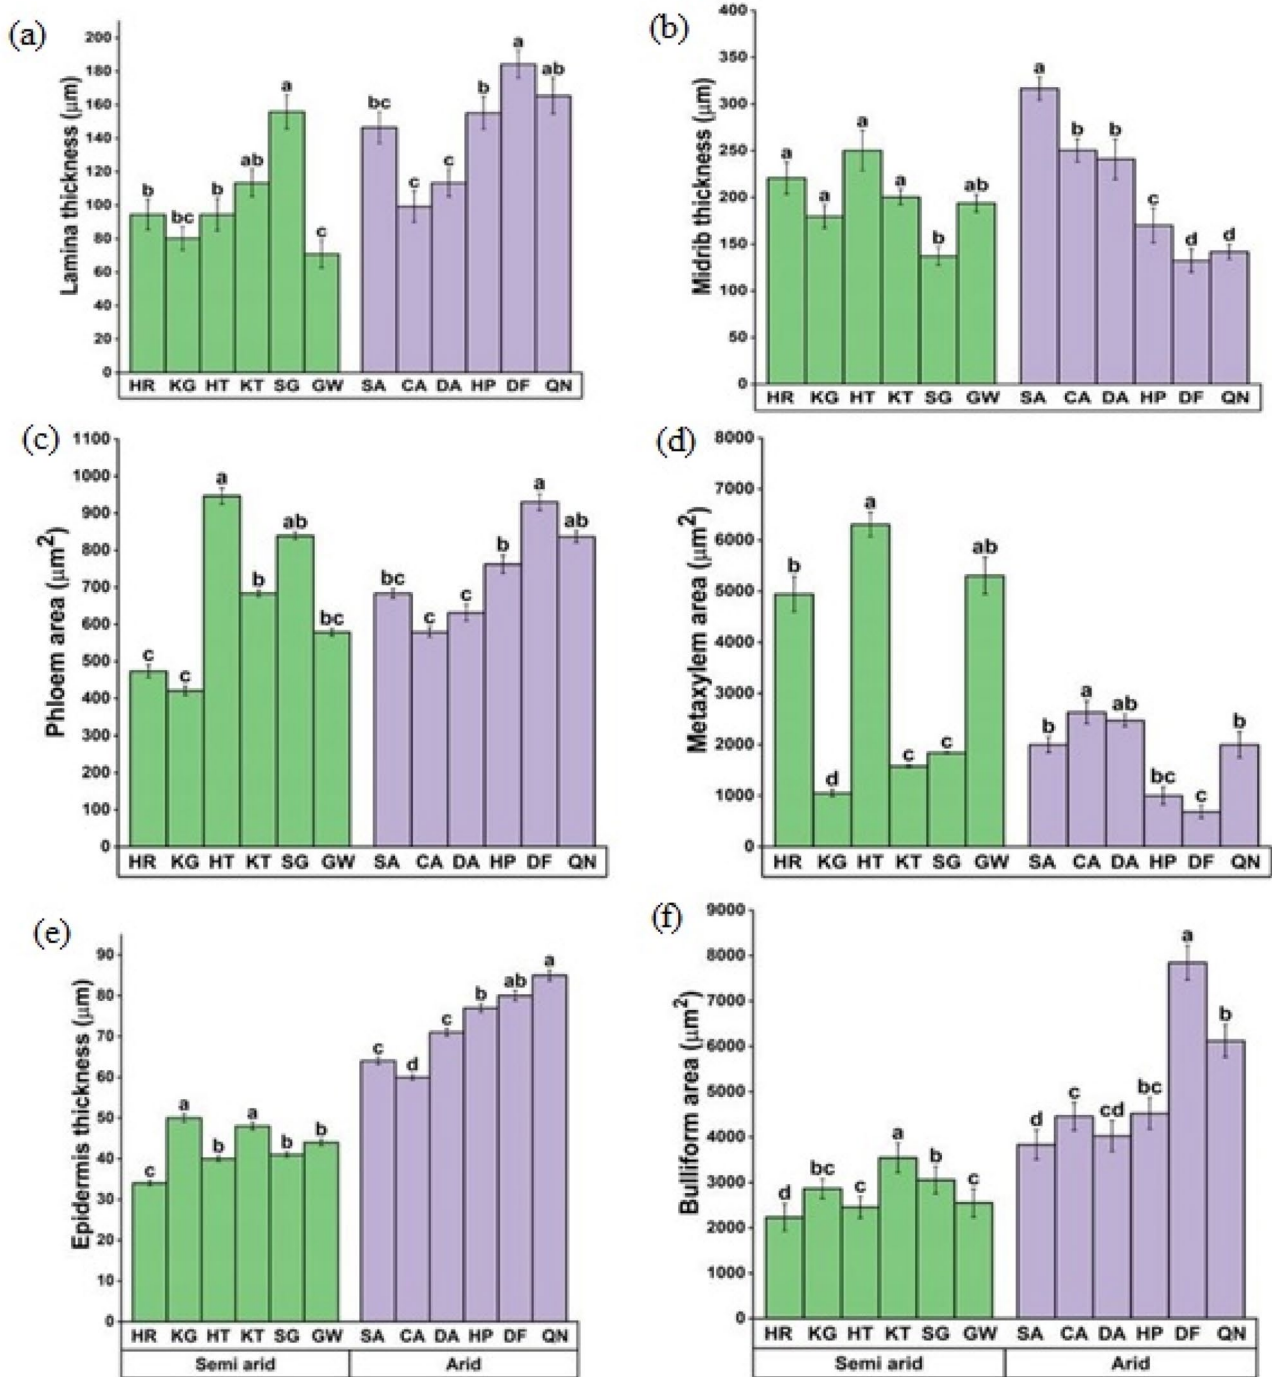 (a)
Lamina thickness (μm)
200
180
160
140
120
100
80
60
40
20
0
b bc b ab a c bc c c b a ab
HR KG HT KT SG GW SA CA DA HP DF QN
(b)
Midrib thickness (μm)
400
350
300
250
200
150
100
50
0
a a a a b ab a b b c d d
HR KG HT KT SG GW SA CA DA HP DF QN
(c)
Phloem area (μm²)
1100
1000
900
800
700
600
500
400
300
200
100
0
c c a b ab bc bc c c b a ab
HR KG HT KT SG GW SA CA DA HP DF QN
(d)
Metaxylem area (μm²)
8000
7000
6000
5000
4000
3000
2000
1000
0
b d a c c ab b a ab bc c b
HR KG HT KT SG GW SA CA DA HP DF QN
(e)
Epidermis thickness (μm)
90
80
70
60
50
40
30
20
10
0
c a b a b b c d c b ab a
HR KG HT KT SG GW SA CA DA HP DF QN
Semi arid Arid
(f)
Bulliform area (μm²)
9000
8000
7000
6000
5000
4000
3000
2000
1000
0
d bc c a b c d c cd bc a b
HR KG HT KT SG GW SA CA DA HP DF QN
Semi arid Arid